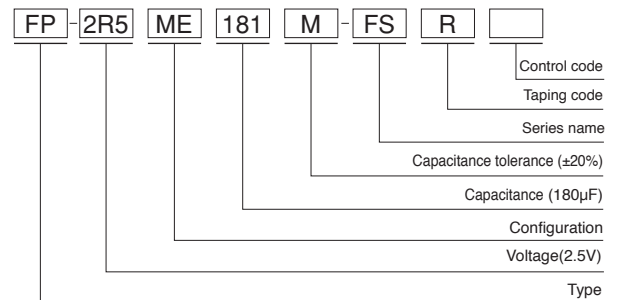 FP-2R5 ME 181 M-FS R
Control code
Taping code
Series name
Capacitance tolerance (±20%)
Capacitance (180μF)
Configuration
Voltage(2.5V)
Type